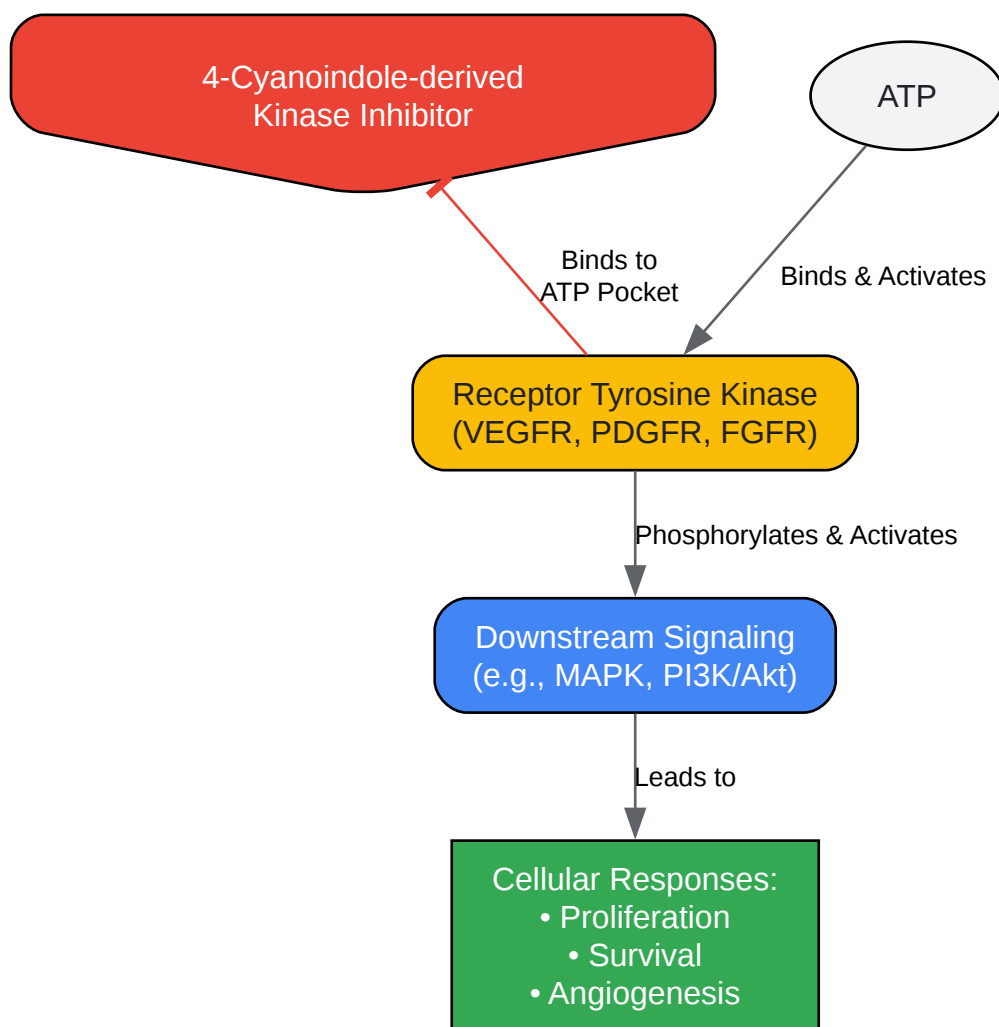 4-Cyanoindole-derived
Kinase Inhibitor
ATP
Binds to
ATP Pocket
Binds & Activates
Receptor Tyrosine Kinase
(VEGFR, PDGFR, FGFR)
Phosphorylates & Activates
Downstream Signaling
(e.g., MAPK, PI3K/Akt)
Leads to
Cellular Responses:
• Proliferation
• Survival
• Angiogenesis